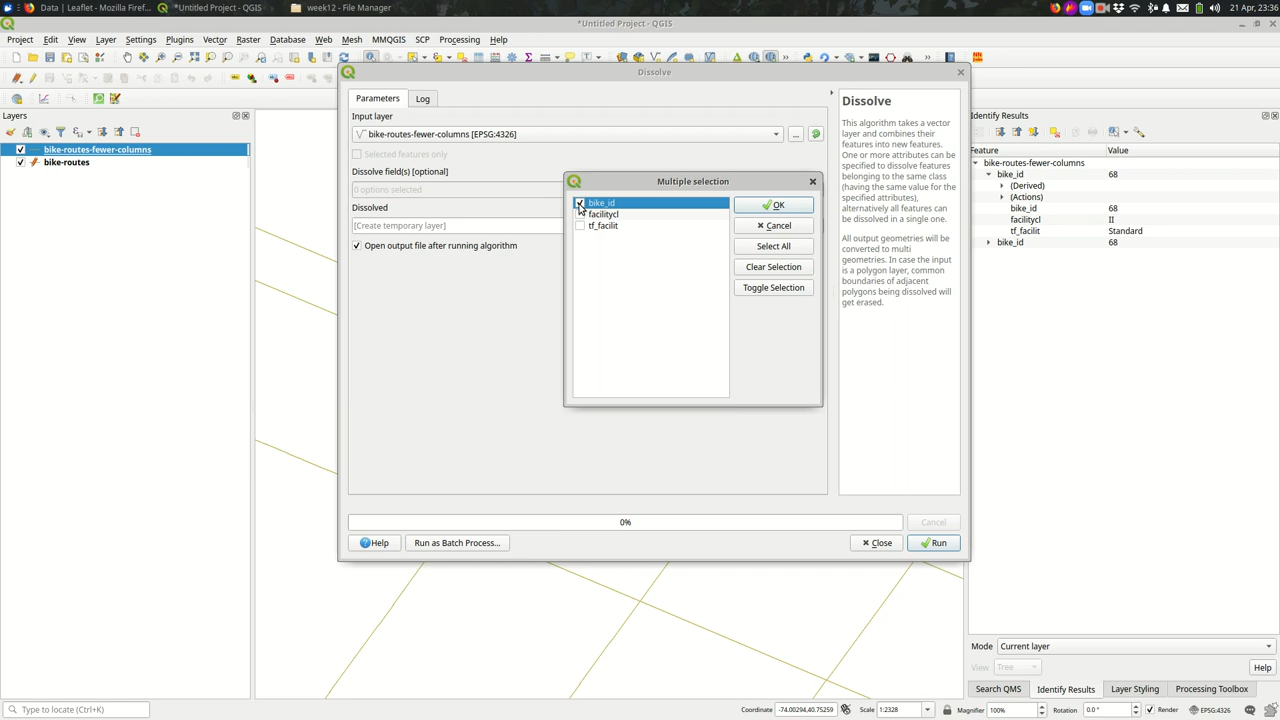 Data | Leaflet - Mozilla Firef...
*Untitled Project - QGIS
week12 - File Manager
21 Apr, 23:36
*Untitled Project - QGIS
Project Edit View Layer Settings Plugins Vector Raster Database Web Mesh MMQGIS SCP Processing Help
Layers
bike-routes-fewer-columns
bike-routes
Dissolve
Parameters
Log
Input layer
bike-routes-fewer-columns [EPSG:4326]
...
Selected features only
Dissolve field(s) [optional]
0 options selected
Dissolved
[Create temporary layer]
Open output file after running algorithm
0%
Cancel
Help
Run as Batch Process...
Close
Run
Dissolve
This algorithm takes a vector
layer and combines their
features into new features.
One or more attributes can be
specified to dissolve features
belonging to the same class
(having the same value for the
specified attributes),
alternatively all features can
be dissolved in a single one.
All output geometries will be
converted to multi
geometries. In case the input
is a polygon layer, common
boundaries of adjacent
polygons being dissolved will
get erased.
Multiple selection
bike_id
facilitycl
tf_facilit
OK
Cancel
Select All
Clear Selection
Toggle Selection
Identify Results
Feature Value
bike-routes-fewer-columns
bike_id 68
(Derived)
(Actions)
bike_id 68
facilitycl II
tf_facilit Standard
bike_id 68
Mode Current layer
View Tree
Help
Search QMS Identify Results Layer Styling Processing Toolbox
Type to locate (Ctrl+K)
Coordinate -74.00294,40.75259
Scale 1:2328
Magnifier 100%
Rotation 0.0 °
Render
EPSG:4326